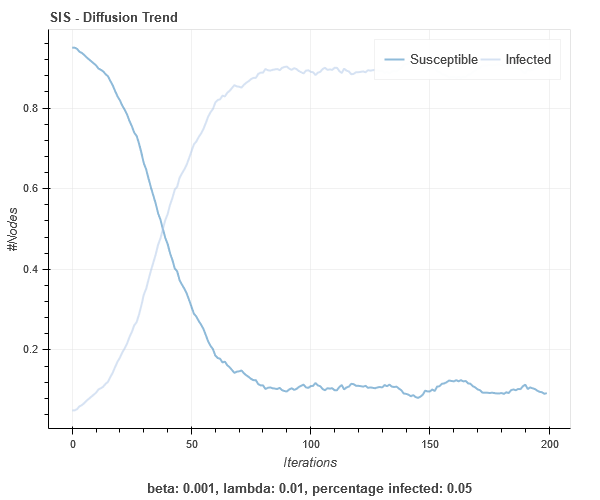 SIS - Diffusion Trend
Susceptible Infected
0.8
0.6
0.4
0.2
#Nodes
0 50 100 150 200
Iterations
beta: 0.001, lambda: 0.01, percentage infected: 0.05